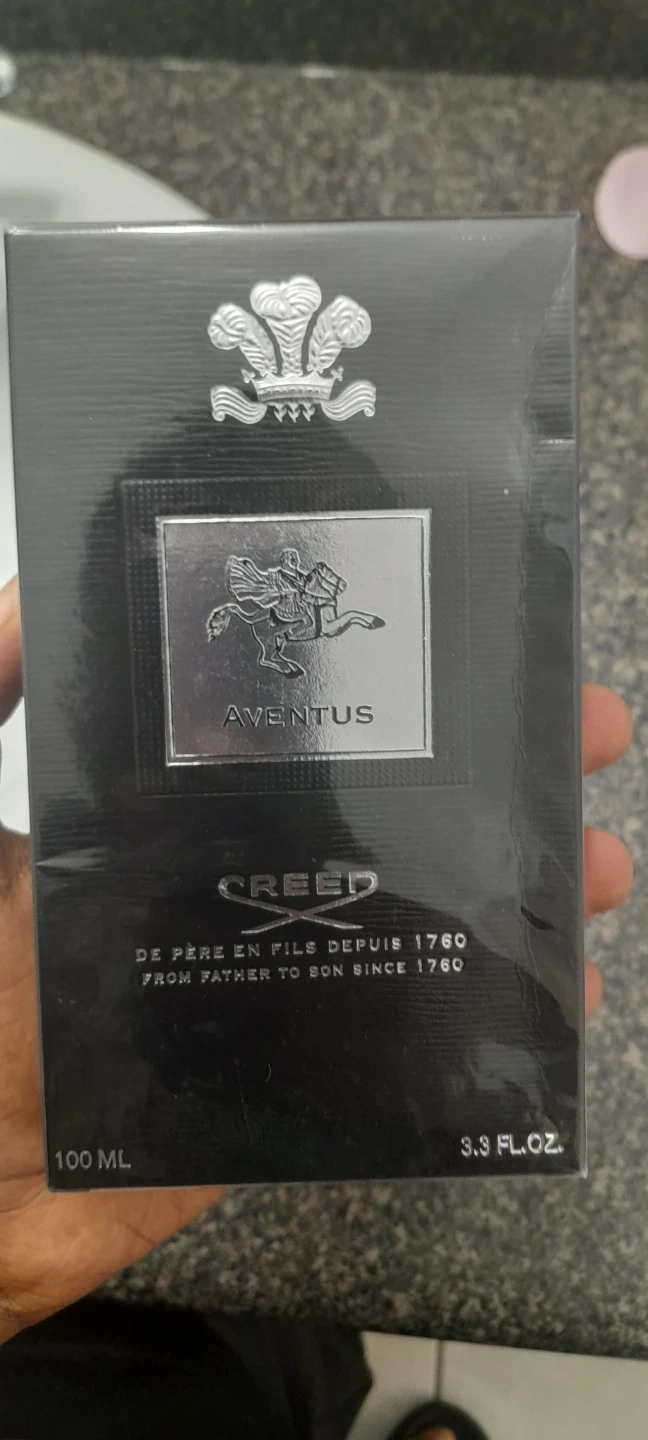 AVENTUS
CREED
DE PÈRE EN FILS DEPUIS 1760
FROM FATHER TO SON SINCE 1760
100 ML
3.3 FL.OZ.